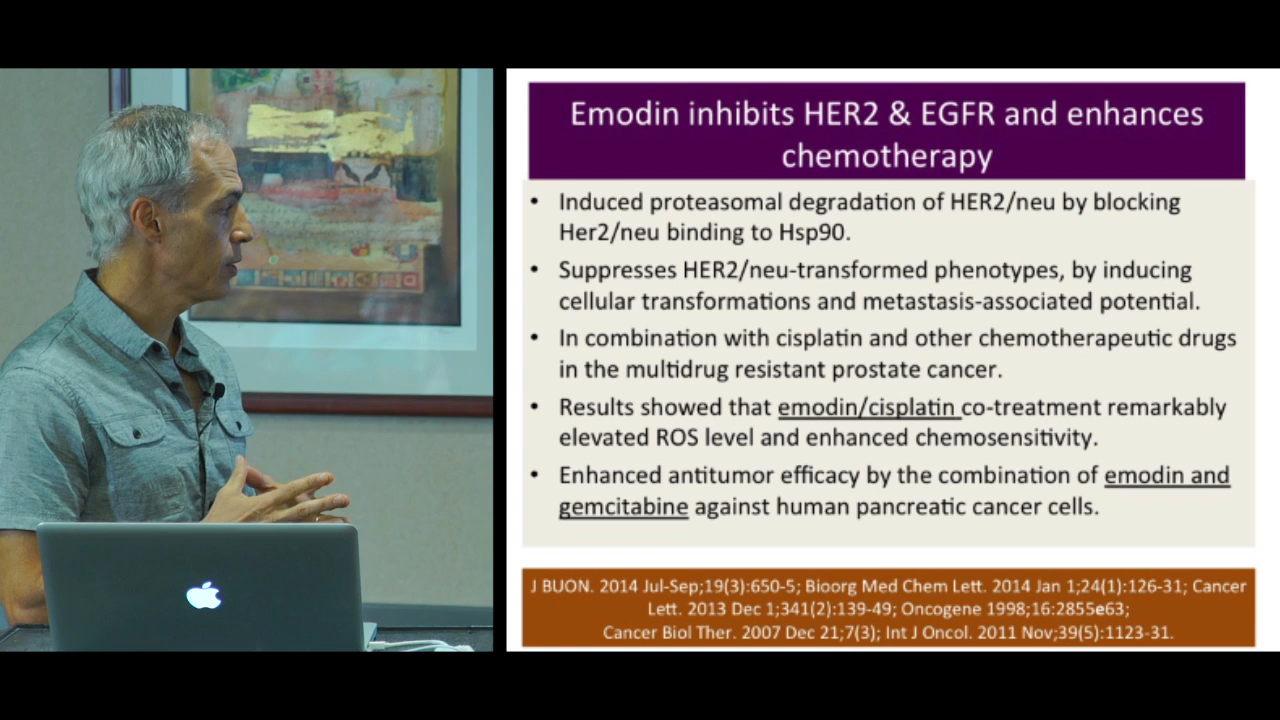 Emodin inhibits HER2 & EGFR and enhances
chemotherapy
• Induced proteasomal degradation of HER2/neu by blocking
Her2/neu binding to Hsp90.
• Suppresses HER2/neu-transformed phenotypes, by inducing
cellular transformations and metastasis-associated potential.
• In combination with cisplatin and other chemotherapeutic drugs
in the multidrug resistant prostate cancer.
• Results showed that emodin/cisplatin co-treatment remarkably
elevated ROS level and enhanced chemosensitivity.
• Enhanced antitumor efficacy by the combination of emodin and
gemcitabine against human pancreatic cancer cells.
J BUON. 2014 Jul-Sep;19(3):650-5; Bioorg Med Chem Lett. 2014 Jan 1;24(1):126-31; Cancer
Lett. 2013 Dec 1;341(2):139-49; Oncogene 1998;16:2855e63;
Cancer Biol Ther. 2007 Dec 21;7(3); Int J Oncol. 2011 Nov;39(5):1123-31.